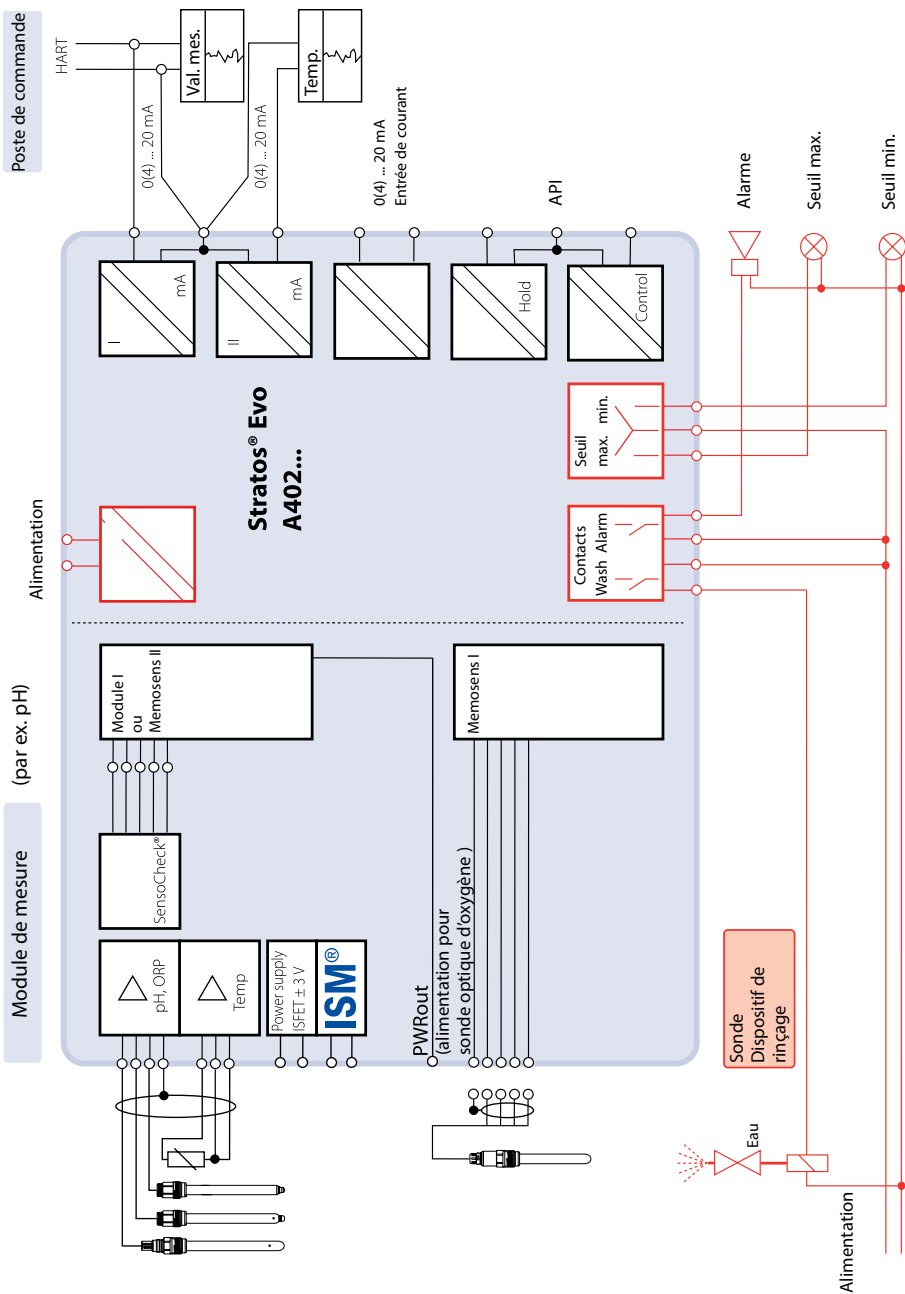 Module de mesure
(par ex. pH)
Alimentation
Poste de commande
HART
Val. mes.
Temp.
0(4) ... 20 mA
0(4) ... 20 mA
0(4) ... 20 mA
Entrée de courant
API
I
mA
II
mA
Hold
Control
Stratos® Evo
A402...
Module I
ou
Memosens II
SensoCheck®
pH, ORP
Temp
Power supply
ISFET ± 3 V
ISM®
PWRout
(alimentation pour
sonde optique d'oxygène )
Memosens I
Contacts
Wash Alarm
Seuil
max. min.
Alarme
Seuil max.
Seuil min.
Sonde
Dispositif de
rinçage
Eau
Alimentation